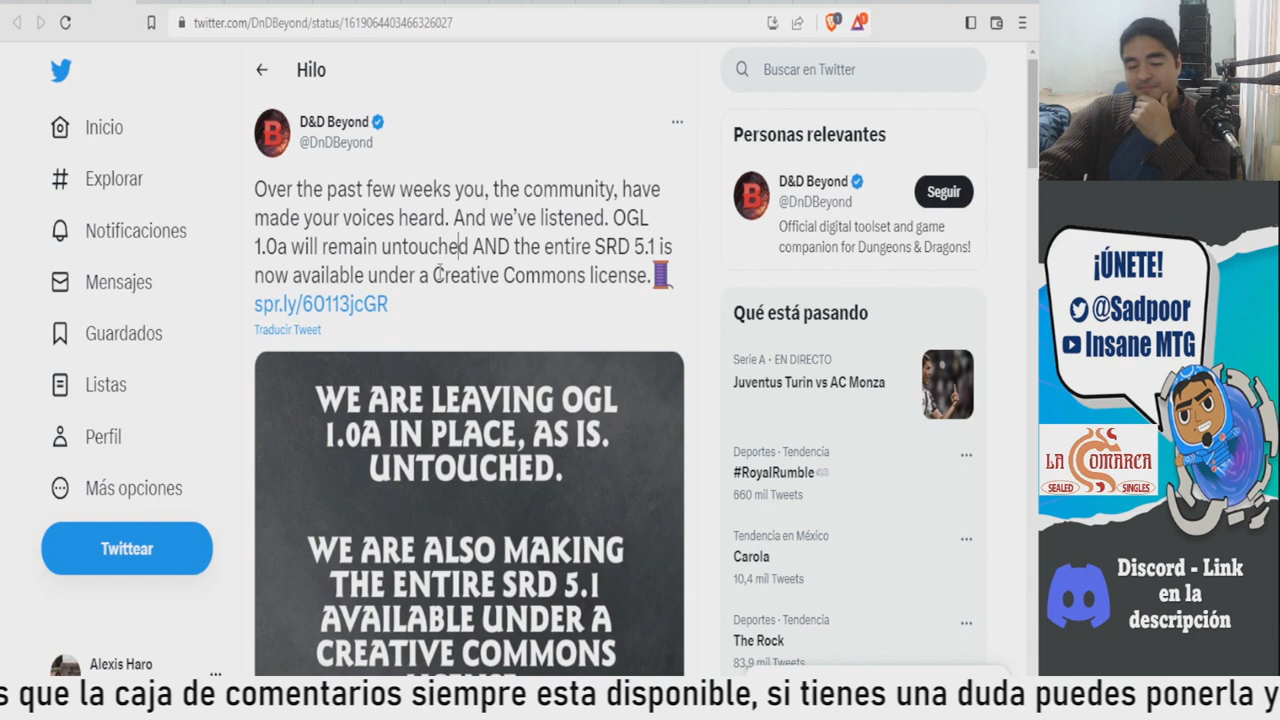 twitter.com/DnDBeyond/status/1619064403466326027
1
1
Inicio
Explorar
Notificaciones
Mensajes
Guardados
Listas
Perfil
Más opciones
Twittear
Alexis Haro
Hilo
D&D Beyond
@DnDBeyond
Over the past few weeks you, the community, have
made your voices heard. And we've listened. OGL
1.0a will remain untouched AND the entire SRD 5.1 is
now available under a Creative Commons license.
spr.ly/60113jcGR
Traducir Tweet
WE ARE LEAVING OGL
1.0A IN PLACE, AS IS.
UNTOUCHED.
WE ARE ALSO MAKING
THE ENTIRE SRD 5.1
AVAILABLE UNDER A
CREATIVE COMMONS
Buscar en Twitter
Personas relevantes
D&D Beyond
@DnDBeyond
Seguir
Official digital toolset and game
companion for Dungeons & Dragons!
Qué está pasando
Serie A · EN DIRECTO
Juventus Turin vs AC Monza
Deportes · Tendencia
#RoyalRumble
660 mil Tweets
Tendencia en México
Carola
10,4 mil Tweets
Deportes · Tendencia
The Rock
83,9 mil Tweets
¡ÚNETE!
@Sadpoor
Insane MTG
LA COMARCA
SEALED SINGLES
Discord - Link
en la
descripción
s que la caja de comentarios siempre esta disponible, si tienes una duda puedes ponerla y